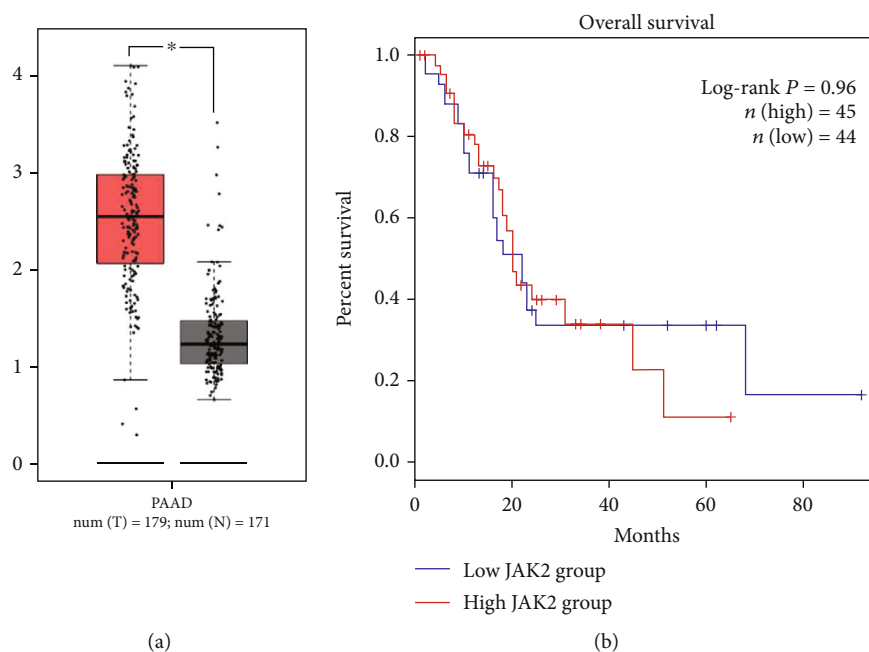 *
4
3
2
1
0
PAAD
num (T) = 179; num (N) = 171
(a)
Overall survival
Log-rank P = 0.96
n (high) = 45
n (low) = 44
Percent survival
1.0
0.8
0.6
0.4
0.2
0.0
0 20 40 60 80
Months
Low JAK2 group
High JAK2 group
(b)